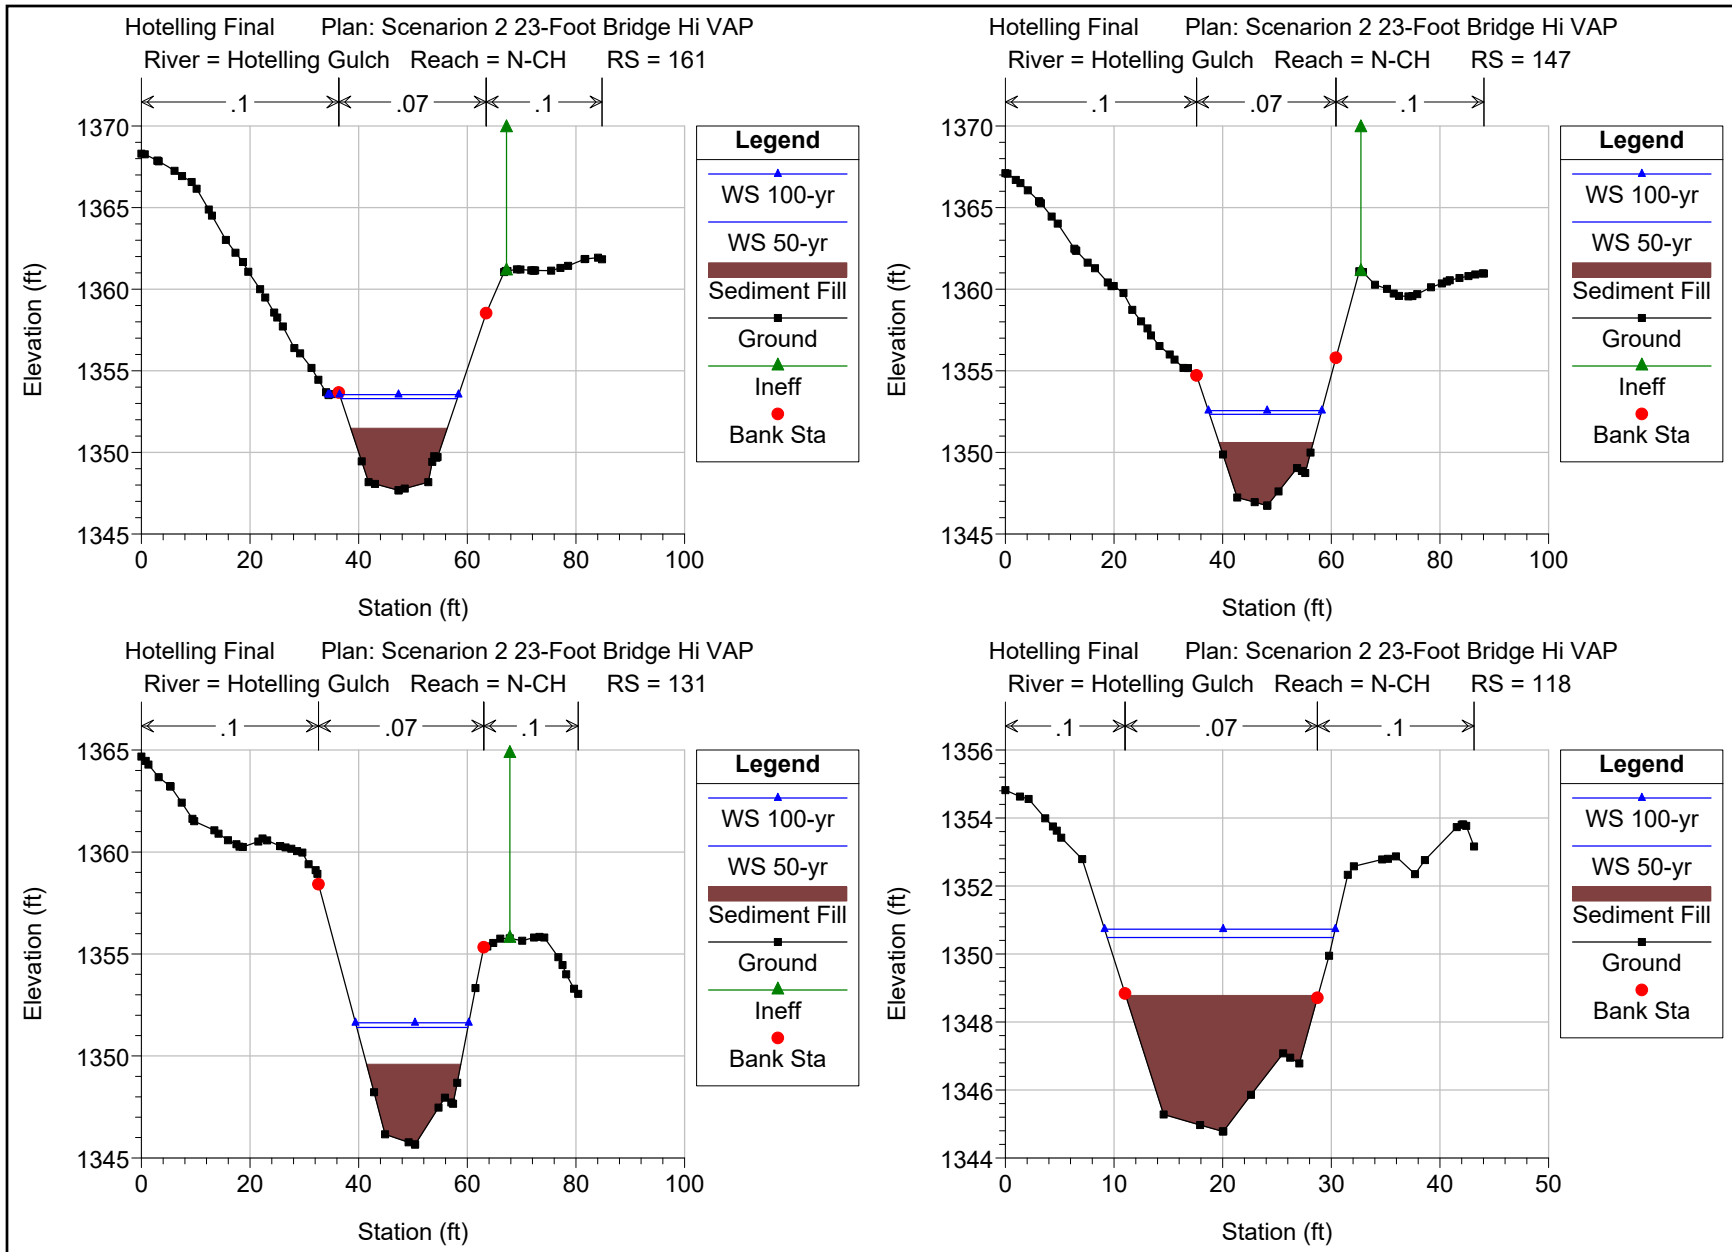 Hotelling Final Plan: Scenarion 2 23-Foot Bridge Hi VAP
River = Hotelling Gulch Reach = N-CH RS = 161
.1 .07 .1
1370
1365
1360
1355
1350
1345
Elevation (ft)
0 20 40 60 80 100
Station (ft)
Legend
WS 100-yr
WS 50-yr
Sediment Fill
Ground
Ineff
Bank Sta
Hotelling Final Plan: Scenarion 2 23-Foot Bridge Hi VAP
River = Hotelling Gulch Reach = N-CH RS = 147
.1 .07 .1
1370
1365
1360
1355
1350
1345
Elevation (ft)
0 20 40 60 80 100
Station (ft)
Legend
WS 100-yr
WS 50-yr
Sediment Fill
Ground
Ineff
Bank Sta
Hotelling Final Plan: Scenarion 2 23-Foot Bridge Hi VAP
River = Hotelling Gulch Reach = N-CH RS = 131
.1 .07 .1
1365
1360
1355
1350
1345
Elevation (ft)
0 20 40 60 80 100
Station (ft)
Legend
WS 100-yr
WS 50-yr
Sediment Fill
Ground
Ineff
Bank Sta
Hotelling Final Plan: Scenarion 2 23-Foot Bridge Hi VAP
River = Hotelling Gulch Reach = N-CH RS = 118
.1 .07 .1
1356
1354
1352
1350
1348
1346
1344
Elevation (ft)
0 10 20 30 40 50
Station (ft)
Legend
WS 100-yr
WS 50-yr
Sediment Fill
Ground
Bank Sta